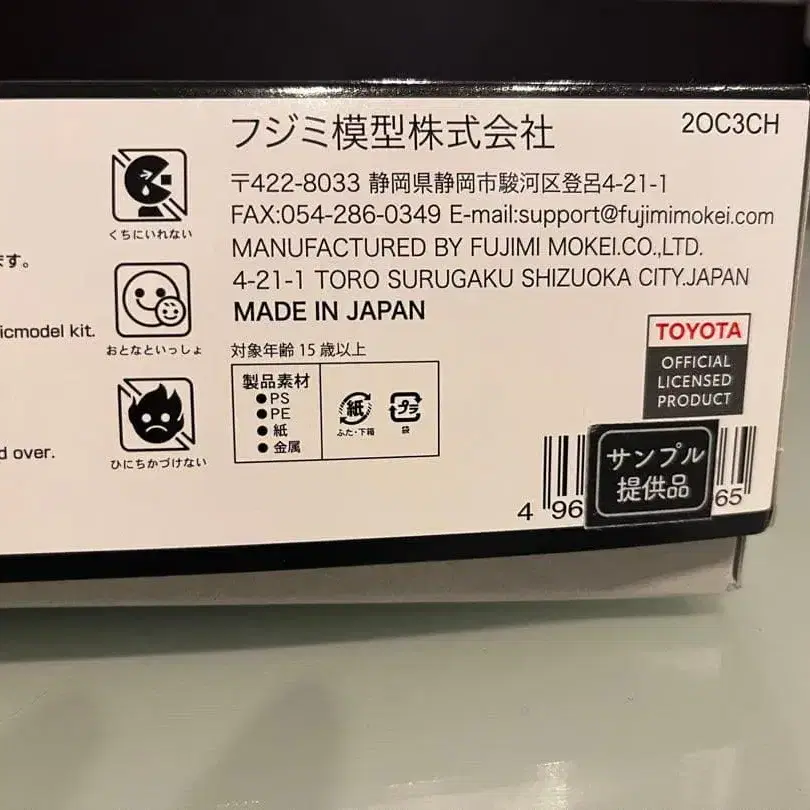 フジミ模型株式会社
2OC3CH
〒422-8033 静岡県静岡市駿河区登呂4-21-1
FAX:054-286-0349 E-mail:support@fujimimokei.com
MANUFACTURED BY FUJIMI MOKEI.CO.,LTD.
4-21-1 TORO SURUGAKU SHIZUOKA CITY.JAPAN
MADE IN JAPAN
くちにいれない
ます。
おとなといっしょ
icmodel kit.
ひにちかづけない
d over.
対象年齢 15 歳以上
製品素材
●PS
●PE
●紙
●金属
紙
ふた・下箱
プラ
袋
TOYOTA
OFFICIAL
LICENSED
PRODUCT
サンプル
提供品
4 96
65